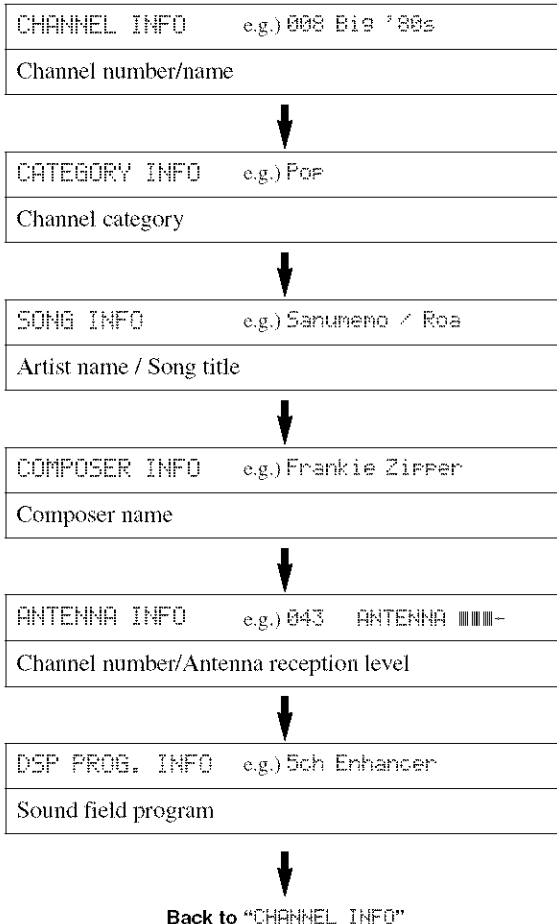 CHANNEL INFO e.g.) 008 Big '80s
Channel number/name
CATEGORY INFO e.g.) Pop
Channel category
SONG INFO e.g.) Sanumemo / Roa
Artist name / Song title
COMPOSER INFO e.g.) Frankie Zipper
Composer name
ANTENNA INFO e.g.) 043 ANTENNA
Channel number/Antenna reception level
DSP PROG. INFO e.g.) 5ch Enhancer
Sound field program
Back to "CHANNEL INFO"